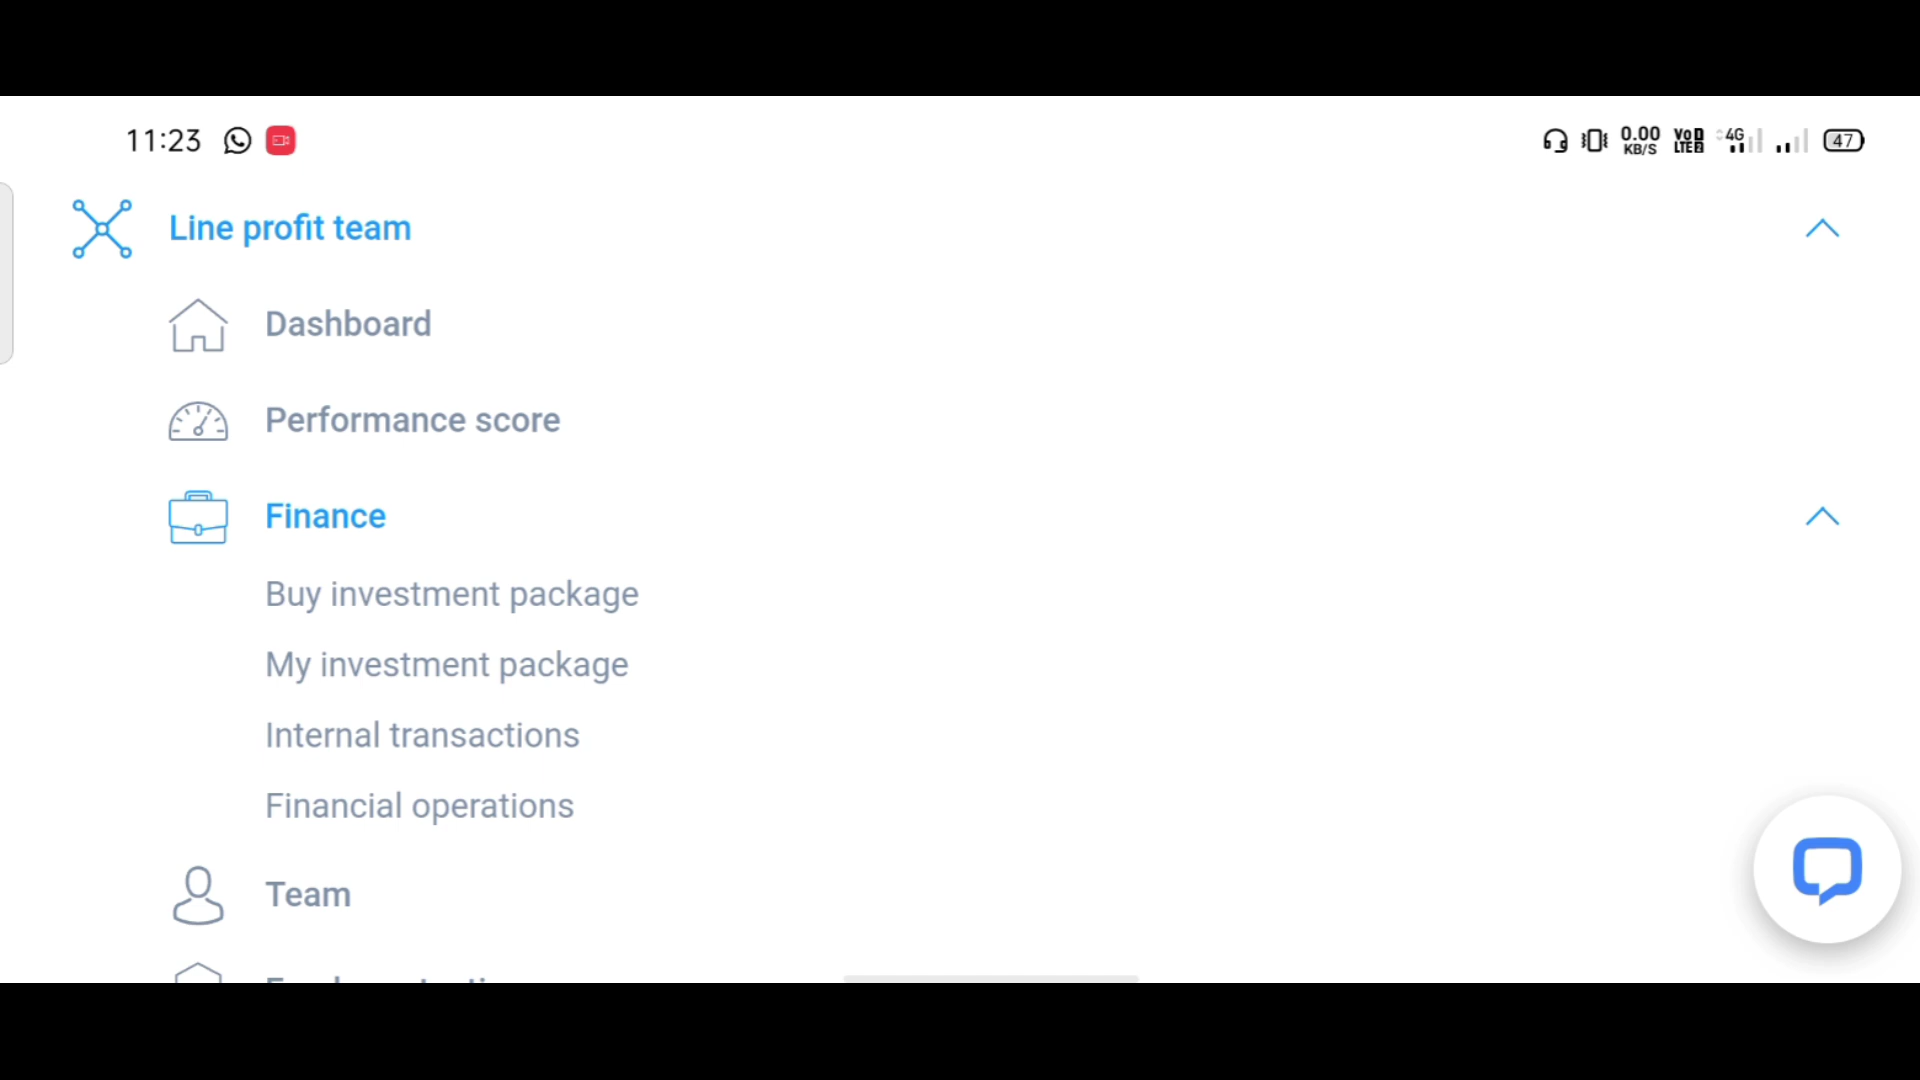 11:23
0.00
KB/S
4G
47
Line profit team
Dashboard
Performance score
Finance
Buy investment package
My investment package
Internal transactions
Financial operations
Team